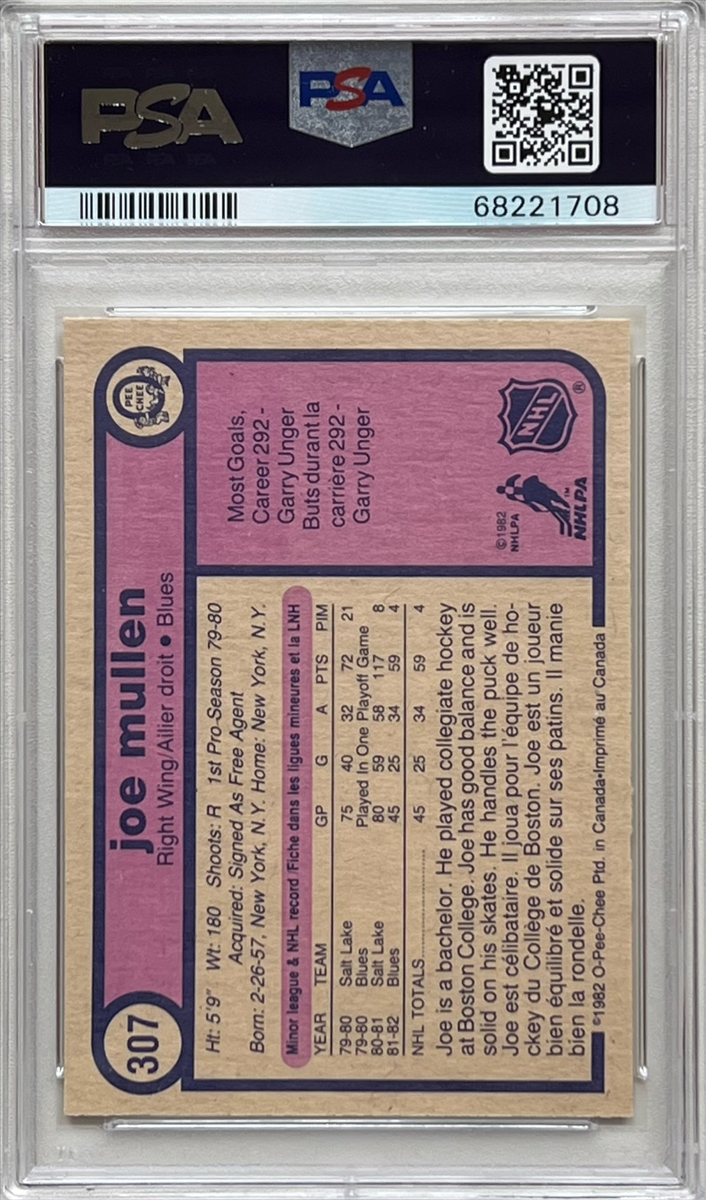 PSA
PSA
68221708
307
joe mullen
Right Wing/Ailier droit • Blues
O PEE CHEE
Ht: 5'9" Wt: 180 Shoots: R 1st Pro-Season 79-80
Acquired: Signed As Free Agent
Born: 2-26-57, New York, N.Y. Home: New York, N.Y.
Minor league & NHL record/Fiche dans les ligues mineures et la LNH
YEAR TEAM GP G A PTS PIM
79-80 Salt Lake 75 40 32 72 21
79-80 Blues Played In One Playoff Game
80-81 Salt Lake 80 59 58 117 8
81-82 Blues 45 25 34 59 4
NHL TOTALS 45 25 34 59 4
Joe is a bachelor. He played collegiate hockey
at Boston College. Joe has good balance and is
solid on his skates. He handles the puck well.
Joe est célibataire. Il joua pour l'équipe de ho-
ckey du Collège de Boston. Joe est un joueur
bien équilibré et solide sur ses patins. Il manie
bien la rondelle.
©1982 O-Pee-Chee Ptd. in Canada•Imprimé au Canada
Most Goals,
Career 292 -
Garry Unger
Buts durant la
carrière 292 -
Garry Unger
©1982
NHLPA
NHLPA™
NHL®